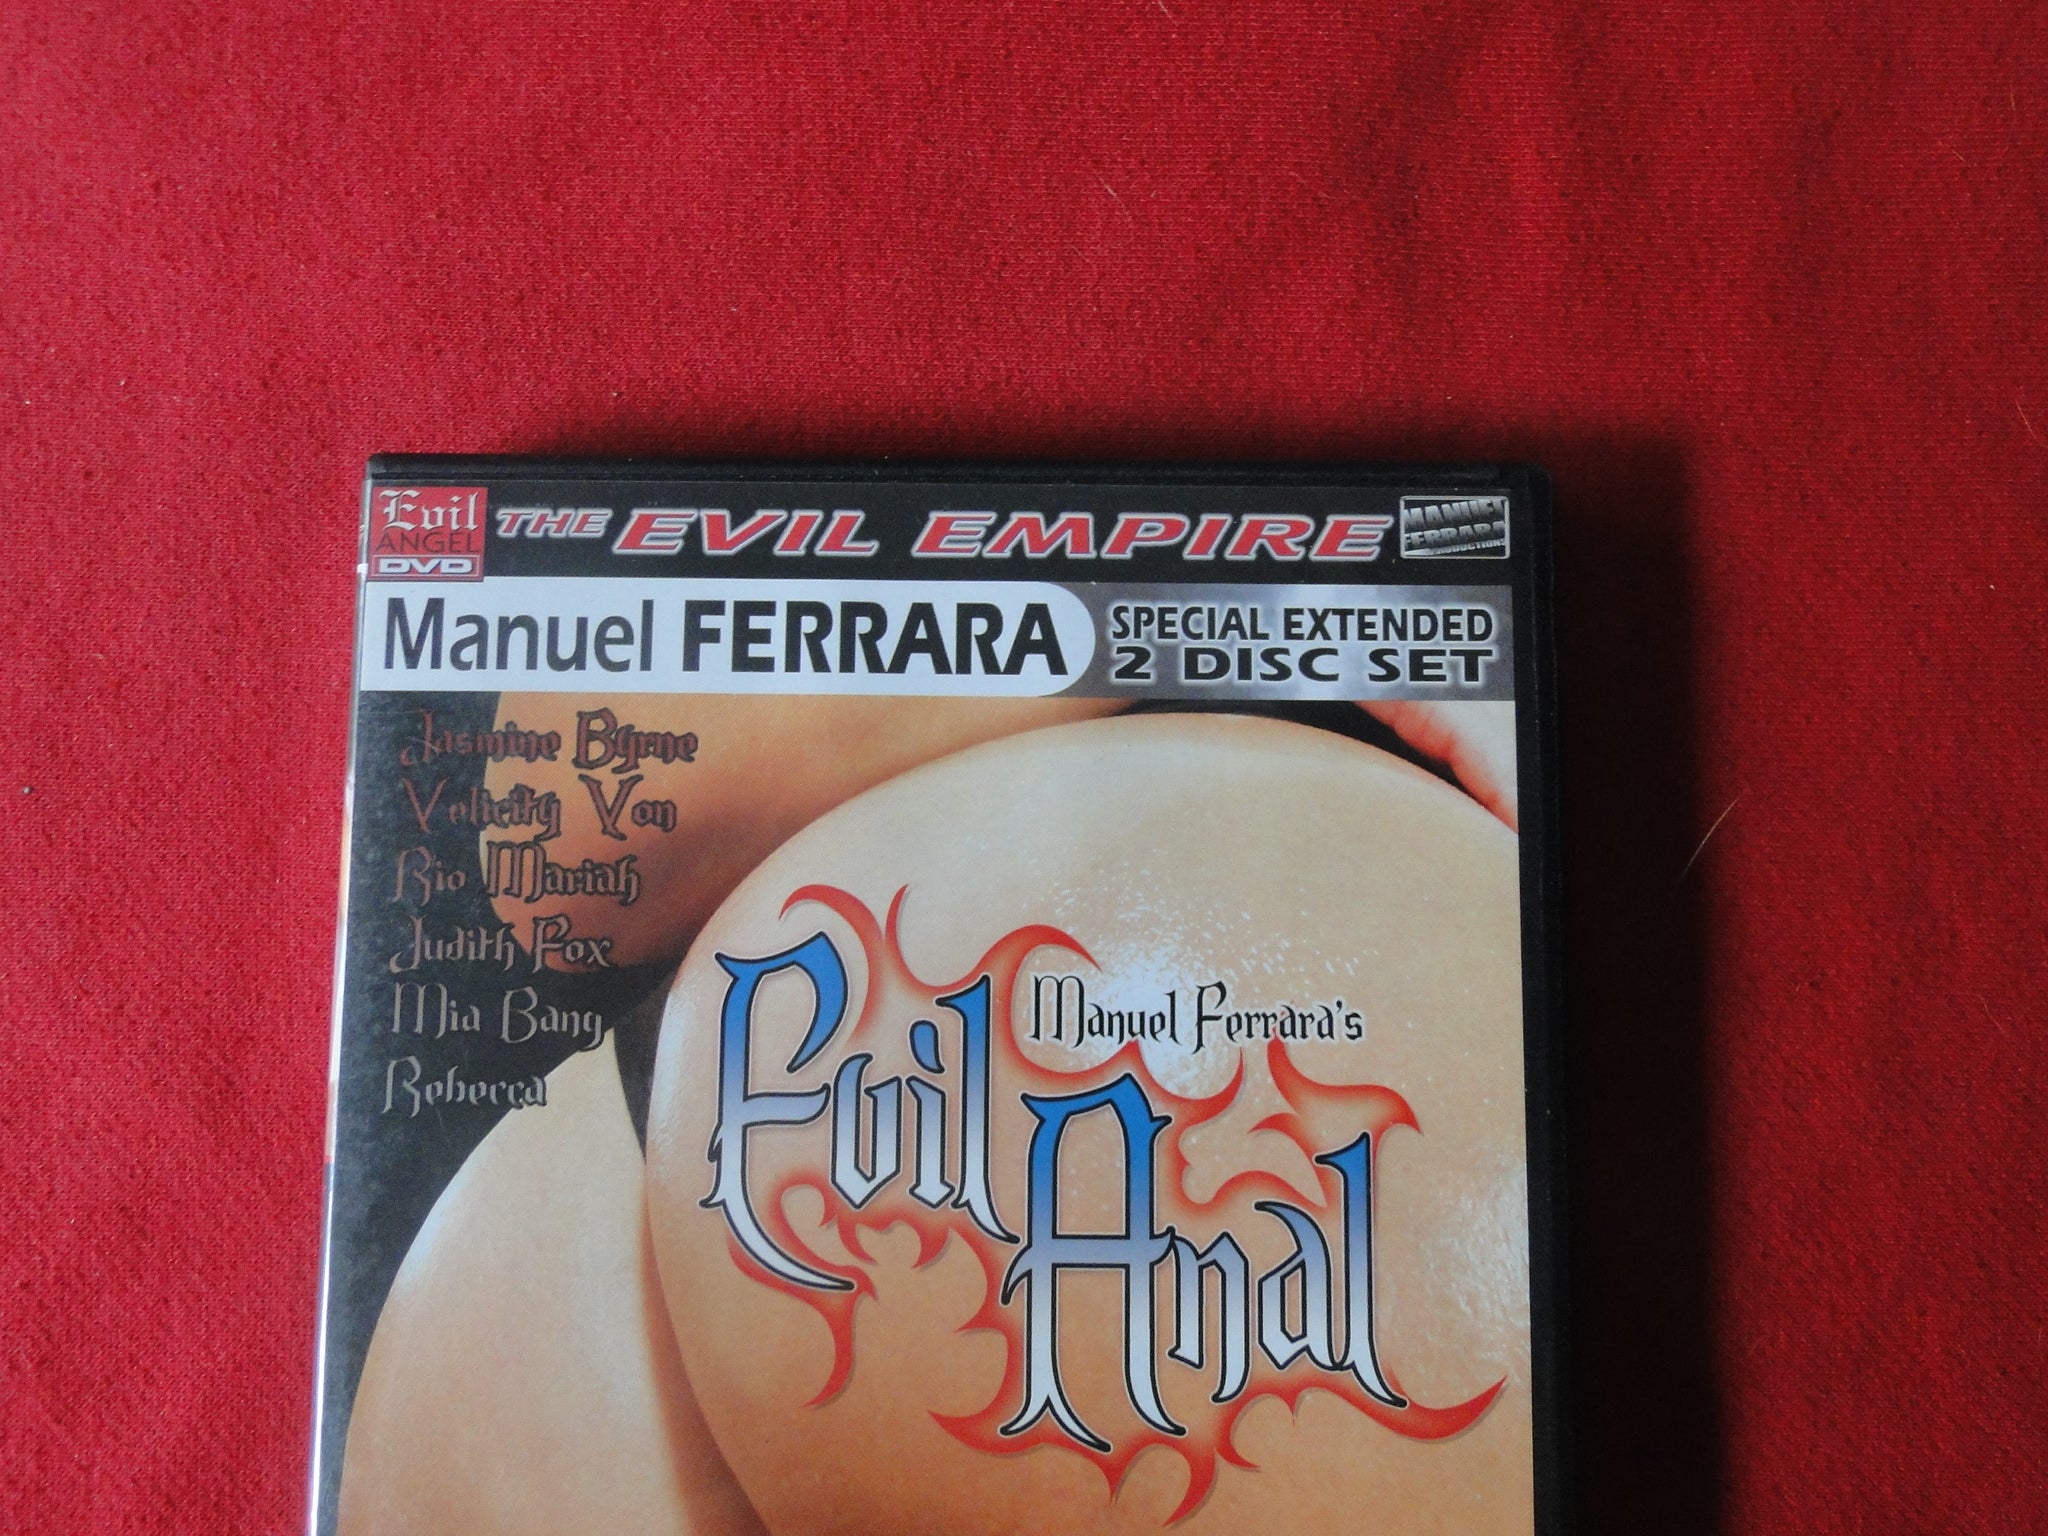 Evil
ANGEL
DVD
THE EVIL EMPIRE
MANUEL
FERRARA
PRODUCTIONS
Manuel FERRARA
SPECIAL EXTENDED
2 DISC SET
Jasmine Byrne
Velicity Von
Rio Mariah
Judith Fox
Mia Bang
Rebecca
Manuel Ferrara's
Evil
Anal